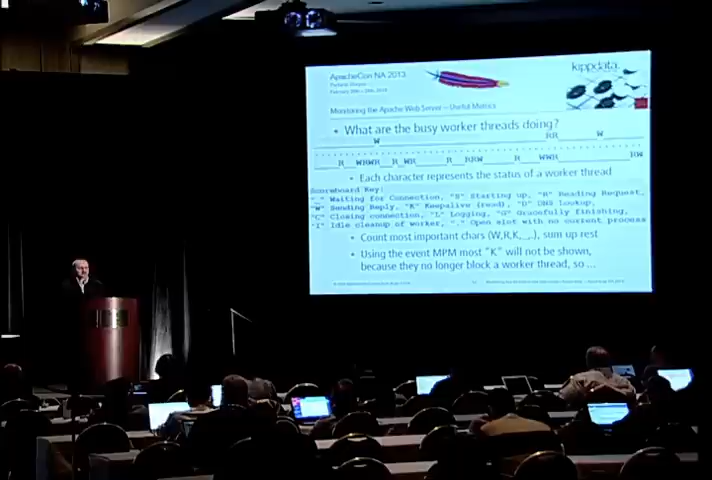 ApacheCon NA 2013
kippdata
Monitoring the Apache Web Server – Useful Metrics
• What are the busy worker threads doing?
• Each character represents the status of a worker thread
Scoreboard Key:
"_" Waiting for Connection, "S" Starting up, "R" Reading Request,
"W" Sending Reply, "K" Keepalive (read), "D" DNS Lookup,
"C" Closing connection, "L" Logging, "G" Gracefully finishing,
"I" Idle cleanup of worker, "." Open slot with no current process
• Count most important chars (W,R,K,_,.), sum up rest
• Using the event MPM most "K" will not be shown,
because they no longer block a worker thread, so ...